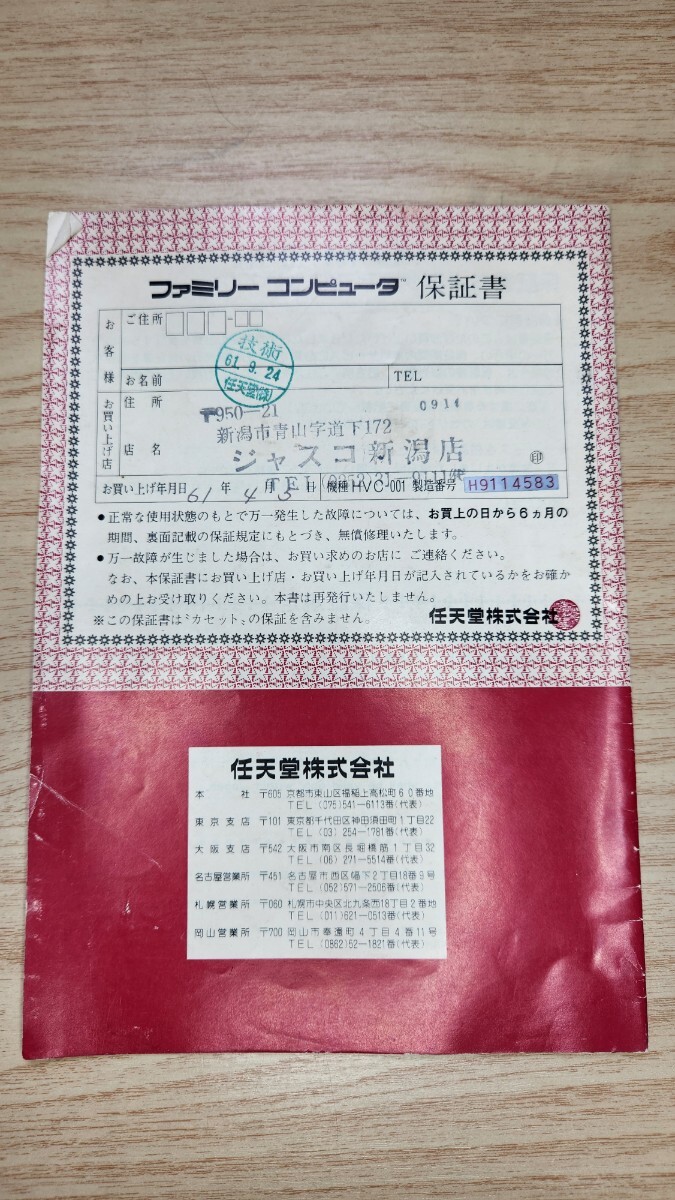 ファミリー コンピュータ™ 保証書
お客様
ご住所
技術
61.9.24
任天堂(株)
お名前
TEL
お買い上げ店
住所
〒950-21
0911
新潟市青山字道下172
店名
ジャスコ新潟店
印
TEL
お買い上げ年月日 61年 4月 5日 機種 HVC-001 製造番号 H9114583
●正常な使用状態のもとで万一発生した故障については、お買上の日から6ヵ月の
期間、裏面記載の保証規定にもとづき、無償修理いたします。
●万一故障が生じました場合は、お買い求めのお店に ご連絡ください。
なお、本保証書にお買い上げ店・お買い上げ年月日が記入されているかをお確か
めの上お受け取りください。本書は再発行いたしません。
※この保証書は〝カセット〟の保証を含みません。
任天堂株式会社
任天堂株式会社
本社 〒605 京都市東山区福稲上高松町60番地
TEL (075)541-6113番(代表)
東京支店 〒101 東京都千代田区神田須田町1丁目22
TEL (03) 254-1781番(代表)
大阪支店 〒542 大阪市南区長堀橋筋1丁目32
TEL (06) 271-5514番(代表)
名古屋営業所 〒451 名古屋市西区幅下2丁目18番9号
TEL (052)571-2506番(代表)
札幌営業所 〒060 札幌市中央区北九条西18丁目2番地
TEL (011)621-0513番(代表)
岡山営業所 〒700 岡山市奉還町4丁目4番11号
TEL (0862)52-1821番(代表)